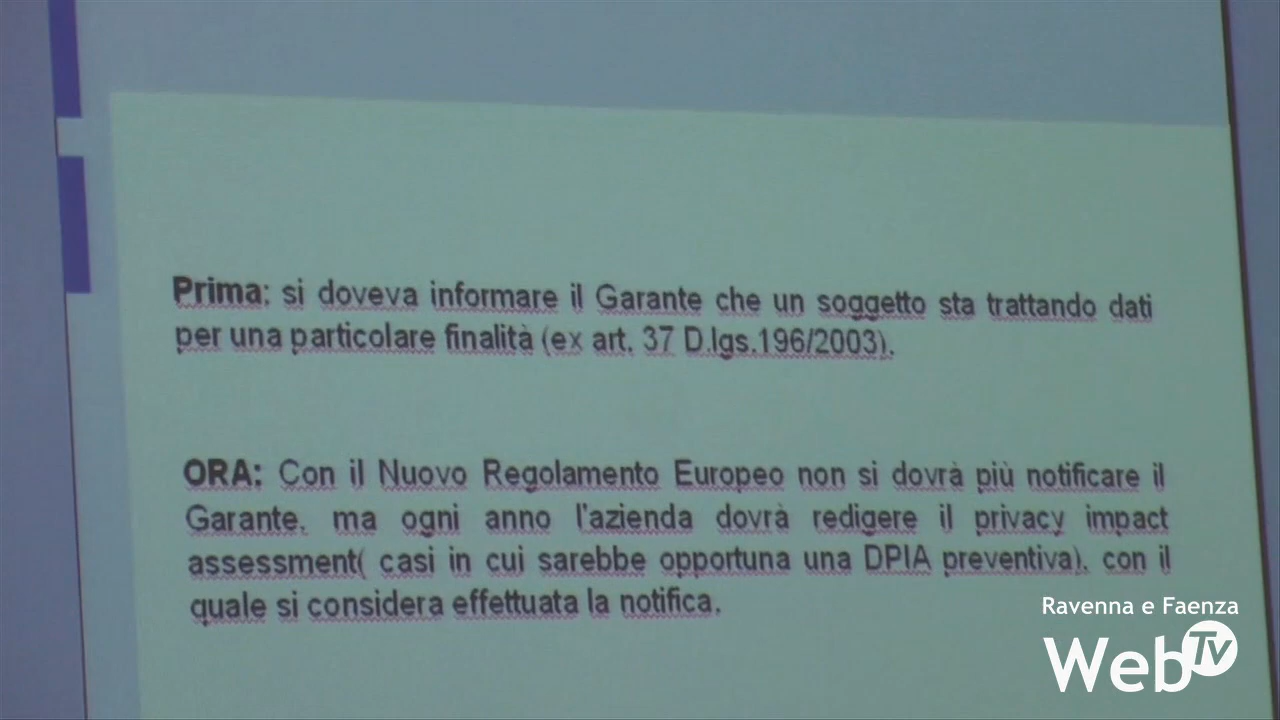 Prima: si doveva informare il Garante che un soggetto sta trattando dati
per una particolare finalità (ex art. 37 D.lgs.196/2003).
ORA: Con il Nuovo Regolamento Europeo non si dovrà più notificare il
Garante, ma ogni anno l'azienda dovrà redigere il privacy impact
assessment( casi in cui sarebbe opportuna una DPIA preventiva), con il
quale si considera effettuata la notifica.
Ravenna e Faenza
Web TV